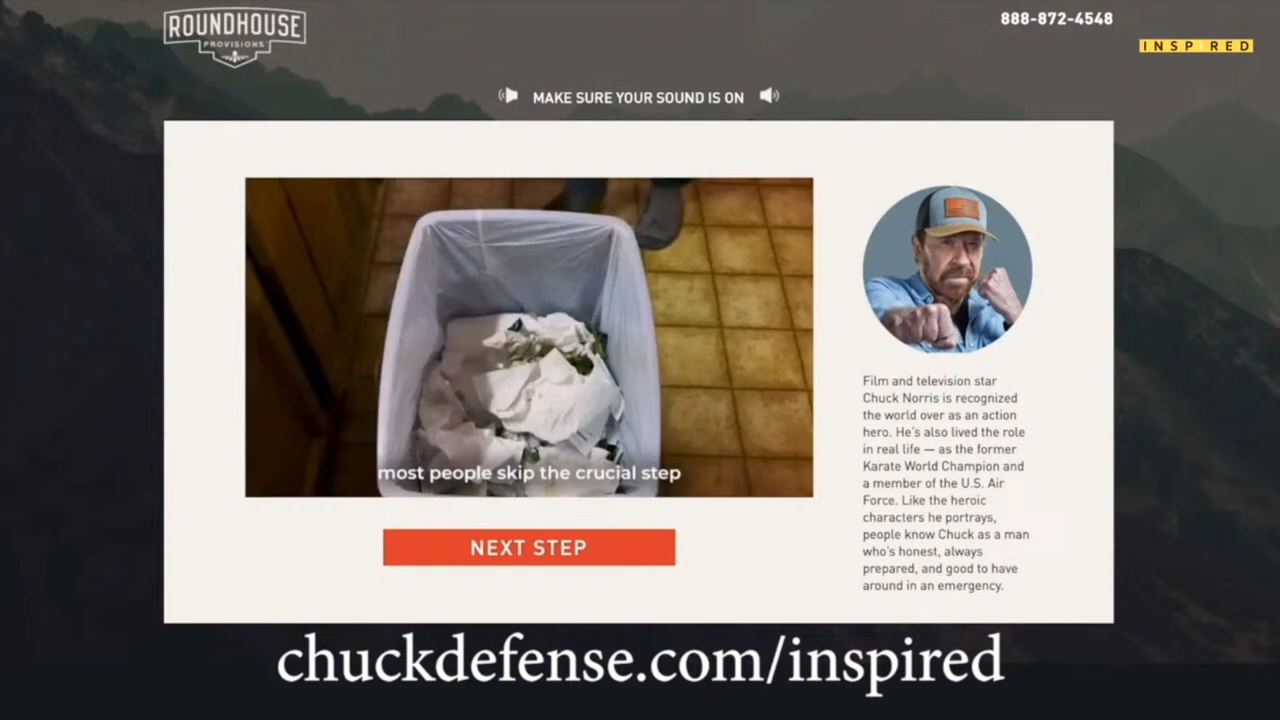 ROUNDHOUSE
PROVISIONS
888-872-4548
INSPIRED
MAKE SURE YOUR SOUND IS ON
most people skip the crucial step
NEXT STEP
Film and television star
Chuck Norris is recognized
the world over as an action
hero. He's also lived the role
in real life — as the former
Karate World Champion and
a member of the U.S. Air
Force. Like the heroic
characters he portrays,
people know Chuck as a man
who's honest, always
prepared, and good to have
around in an emergency.
chuckdefense.com/inspired